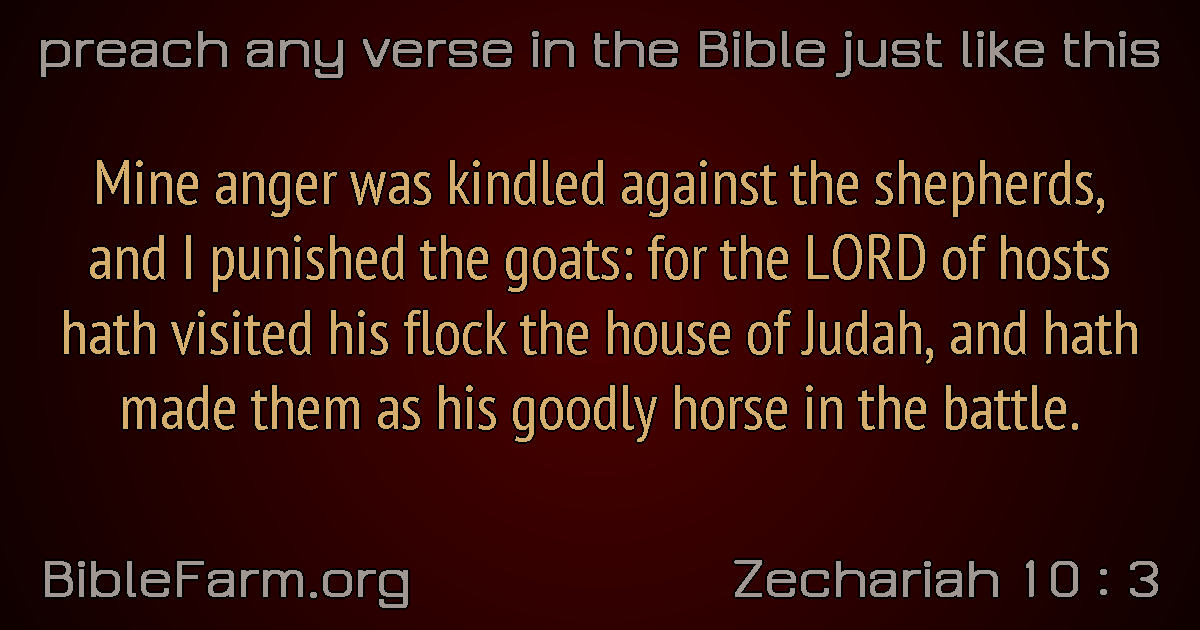 preach any verse in the Bible just like this
Mine anger was kindled against the shepherds,
and I punished the goats: for the LORD of hosts
hath visited his flock the house of Judah, and hath
made them as his goodly horse in the battle.
BibleFarm.org
Zechariah 10 : 3